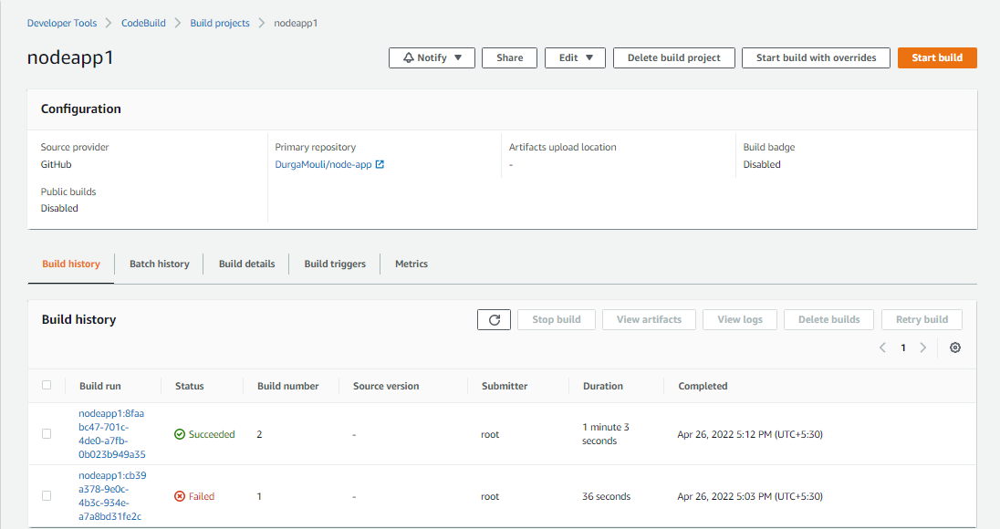 Developer Tools > CodeBuild > Build projects > nodeapp1
nodeapp1
Notify ▼ Share Edit ▼ Delete build project Start build with overrides Start build
Configuration
Source provider Primary repository Artifacts upload location Build badge
GitHub DurgaMouli/node-app - Disabled
Public builds
Disabled
Build history Batch history Build details Build triggers Metrics
Build history Stop build View artifacts View logs Delete builds Retry build
< 1 >
Build run Status Build number Source version Submitter Duration Completed
nodeapp1:8faa
bc47-701c-
4de0-a7fb-
0b023b949a35
Succeeded 2 - root
1 minute 3
seconds
Apr 26, 2022 5:12 PM (UTC+5:30)
nodeapp1:cb39
a378-9e0c-
4b3c-934e-
a7a8bd31fe2c
Failed 1 - root 36 seconds Apr 26, 2022 5:03 PM (UTC+5:30)